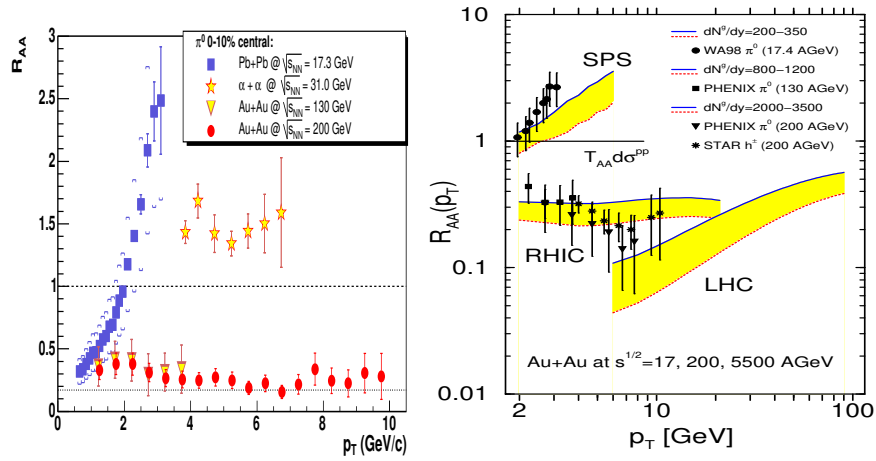 R_AA
3
2.5
2
1.5
1
0.5
0
0
2
4
6
8
10
p_T (GeV/c)
π⁰ 0-10% central:
Pb+Pb @ √s_NN = 17.3 GeV
α + α @ √s_NN = 31.0 GeV
Au+Au @ √s_NN = 130 GeV
Au+Au @ √s_NN = 200 GeV
R_AA(p_T)
10
1
0.1
0.01
2
10
100
p_T [GeV]
dN^g/dy=200−350
WA98 π⁰ (17.4 AGeV)
dN^g/dy=800−1200
PHENIX π⁰ (130 AGeV)
dN^g/dy=2000−3500
PHENIX π⁰ (200 AGeV)
STAR h^± (200 AGeV)
SPS
T_AA dσ^pp
RHIC
LHC
Au+Au at s^1/2=17, 200, 5500 AGeV